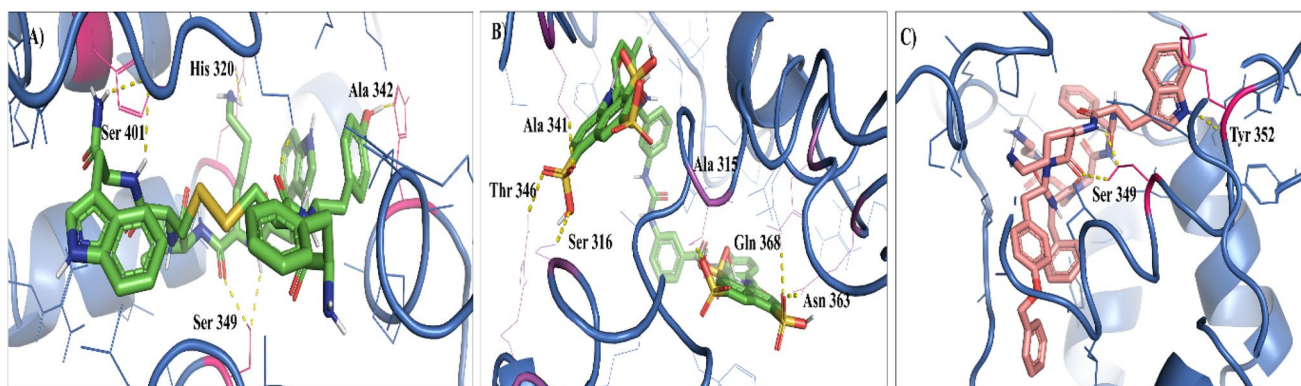 A)
His 320
Ala 342
Ser 401
Ser 349
B)
Ala 341
Ala 315
Thr 346
Ser 316
Gln 368
Asn 363
C)
Tyr 352
Ser 349